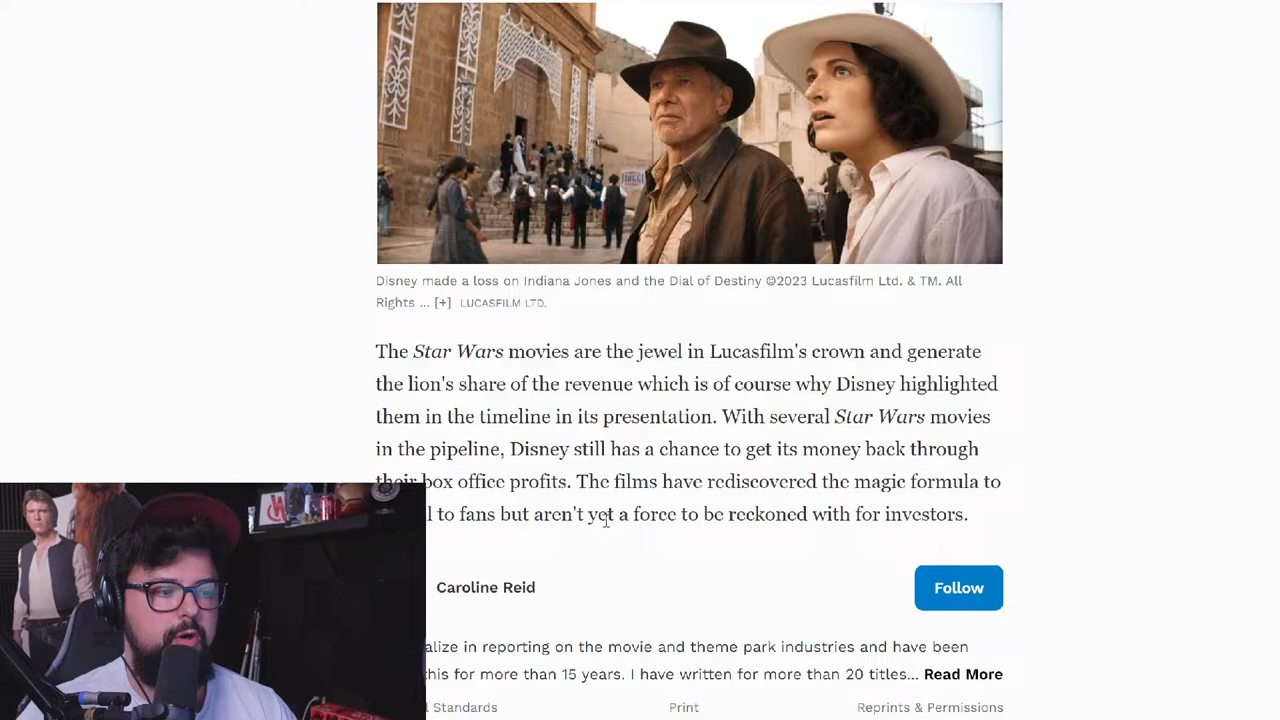 Disney made a loss on Indiana Jones and the Dial of Destiny ©2023 Lucasfilm Ltd. & TM. All
Rights ... [+] LUCASFILM LTD.
The Star Wars movies are the jewel in Lucasfilm's crown and generate
the lion's share of the revenue which is of course why Disney highlighted
them in the timeline in its presentation. With several Star Wars movies
in the pipeline, Disney still has a chance to get its money back through
their box office profits. The films have rediscovered the magic formula to
l to fans but aren't yet a force to be reckoned with for investors.
Caroline Reid
Follow
alize in reporting on the movie and theme park industries and have been
this for more than 15 years. I have written for more than 20 titles... Read More
l Standards
Print
Reprints & Permissions